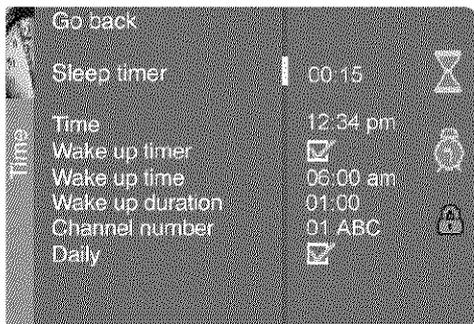 Go back
Sleep timer 00:15
Time 12:34 pm
Wake up timer
Wake up time 06:00 am
Wake up duration 01:00
Channel number 01 ABC
Daily
Time